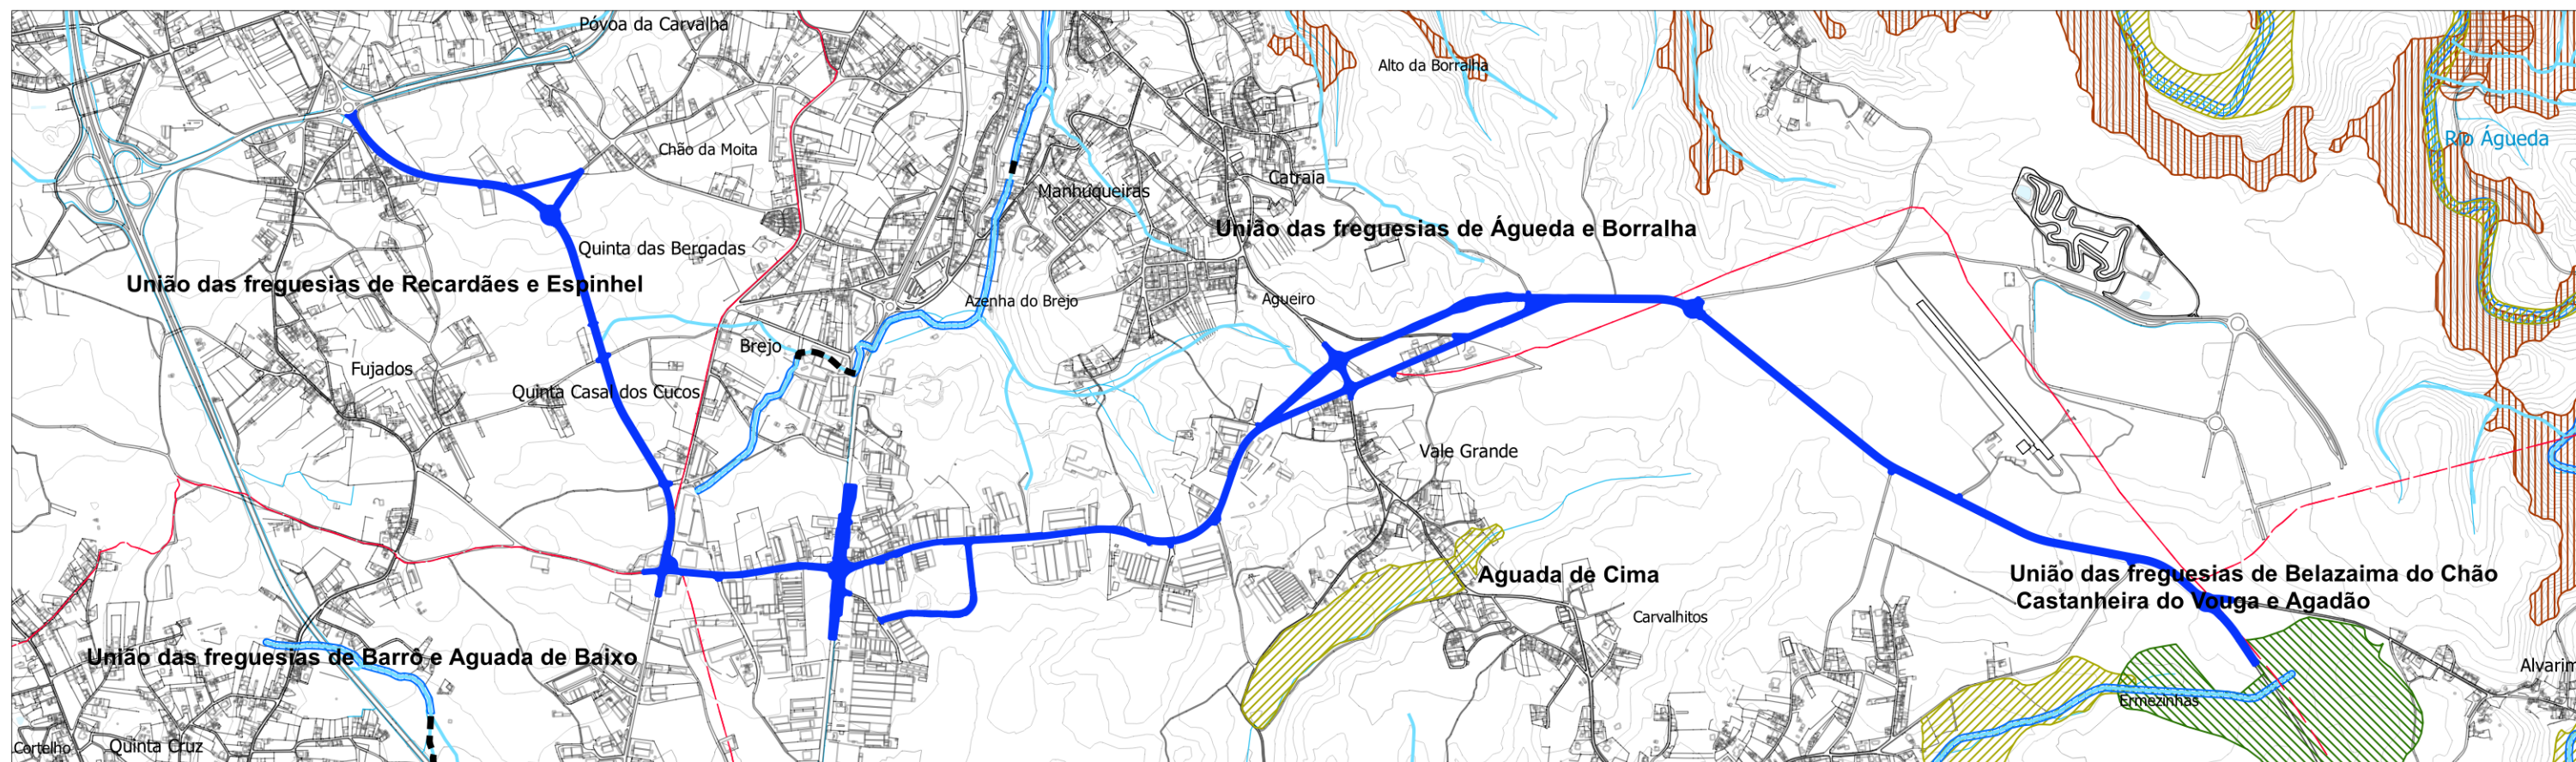 Póvoa da Carvalha
Alto da Borralha
Rio Águeda
Chão da Moita
Manhuqueiras
Catraia
União das freguesias de Águeda e Borralha
Quinta das Bergadas
União das freguesias de Recardães e Espinhel
Azenha do Brejo
Agueiro
Brejo
Fujados
Quinta Casal dos Cucos
Vale Grande
Aguada de Cima
União das freguesias de Belazaima do Chão
Castanheira do Vouga e Agadão
Carvalhitos
União das freguesias de Barrô e Aguada de Baixo
Alvarim
Ermezinhas
Cortelho
Quinta Cruz